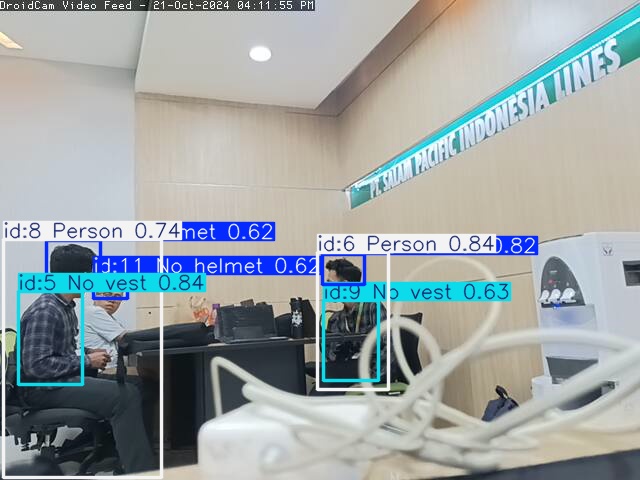 DroidCam Video Feed - 21-Oct-2024 04:11:55 PM
PT. SALAM PACIFIC INDONESIA LINES
id:8 Person 0.74
met 0.62
id:6 Person 0.84
0.82
id:11 No helmet 0.62
id:5 No vest 0.84
id:9 No vest 0.63